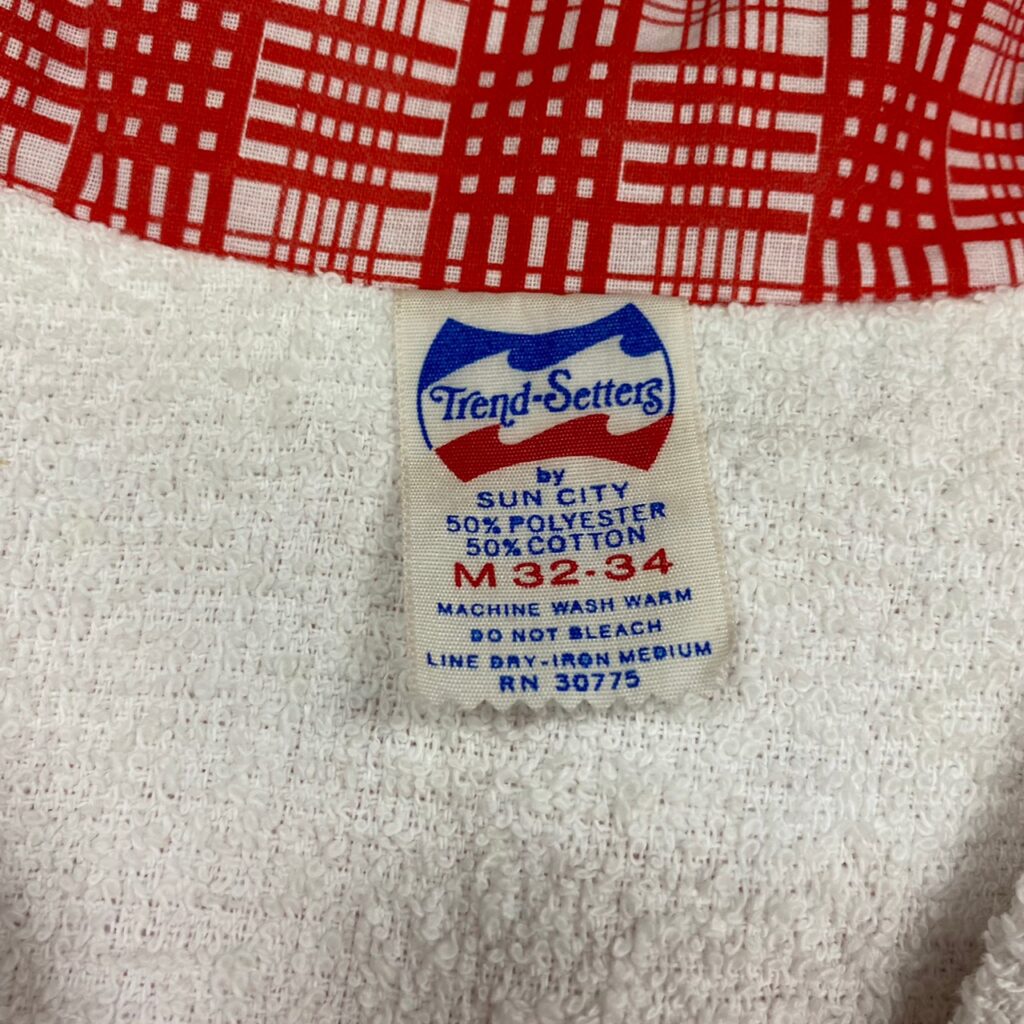 Trend-Setters
by
SUN CITY
50% POLYESTER
50% COTTON
M 32-34
MACHINE WASH WARM
DO NOT BLEACH
LINE DRY-IRON MEDIUM
RN 30775